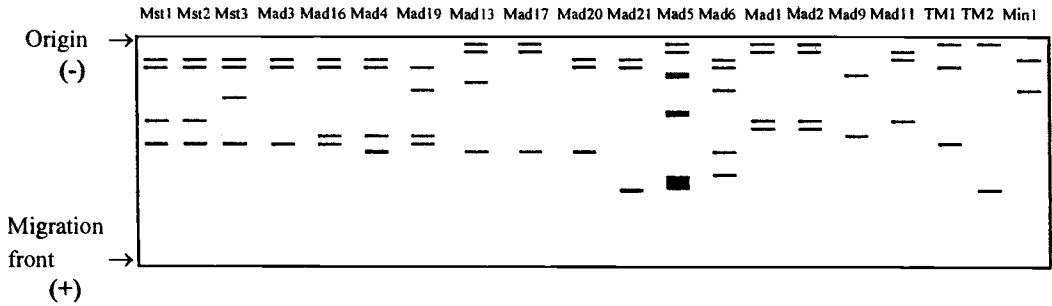 Mst1 Mst2 Mst3 Mad3 Mad16 Mad4 Mad19 Mad13 Mad17 Mad20 Mad21 Mad5 Mad6 Mad1 Mad2 Mad9 Mad11 TM1 TM2 Min1
Origin →
(-)
Migration
front →
(+)